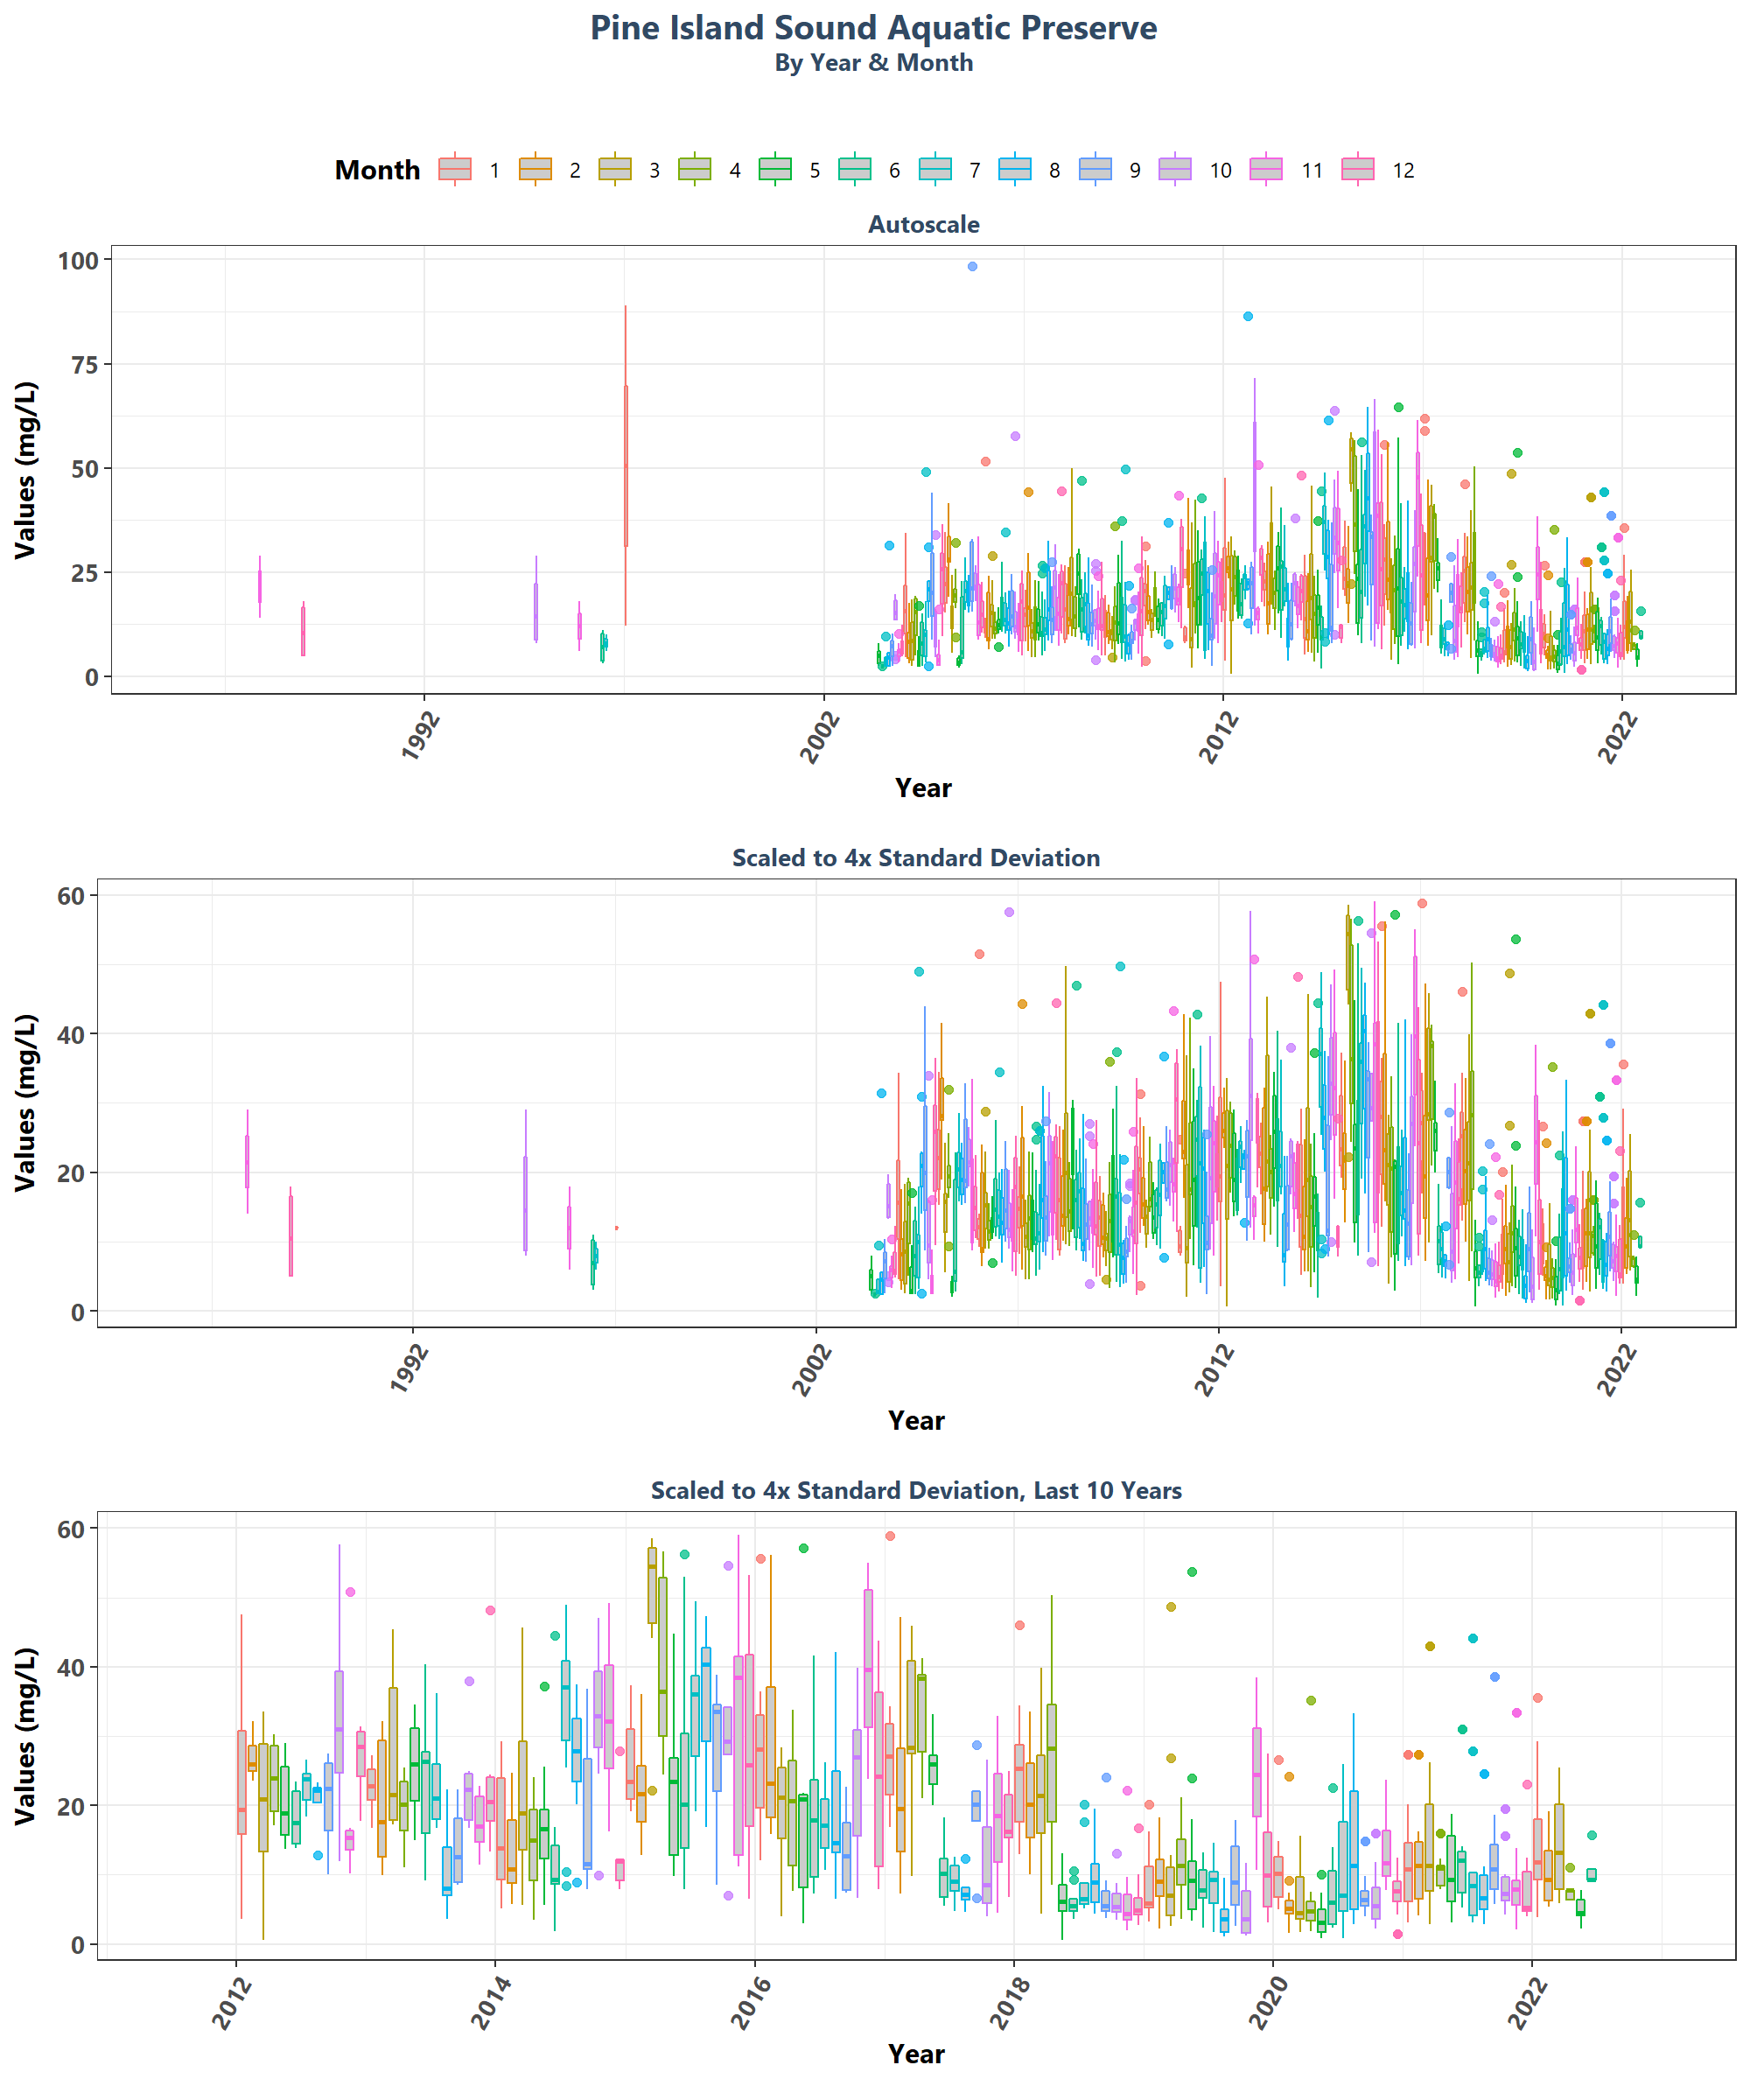 Pine Island Sound Aquatic Preserve
By Year & Month
Month 1 2 3 4 5 6 7 8 9 10 11 12
Autoscale
Values (mg/L)
100
75
50
25
0
1992 2002 2012 2022
Year
Scaled to 4x Standard Deviation
Values (mg/L)
60
40
20
0
1992 2002 2012 2022
Year
Scaled to 4x Standard Deviation, Last 10 Years
Values (mg/L)
60
40
20
0
2012 2014 2016 2018 2020 2022
Year